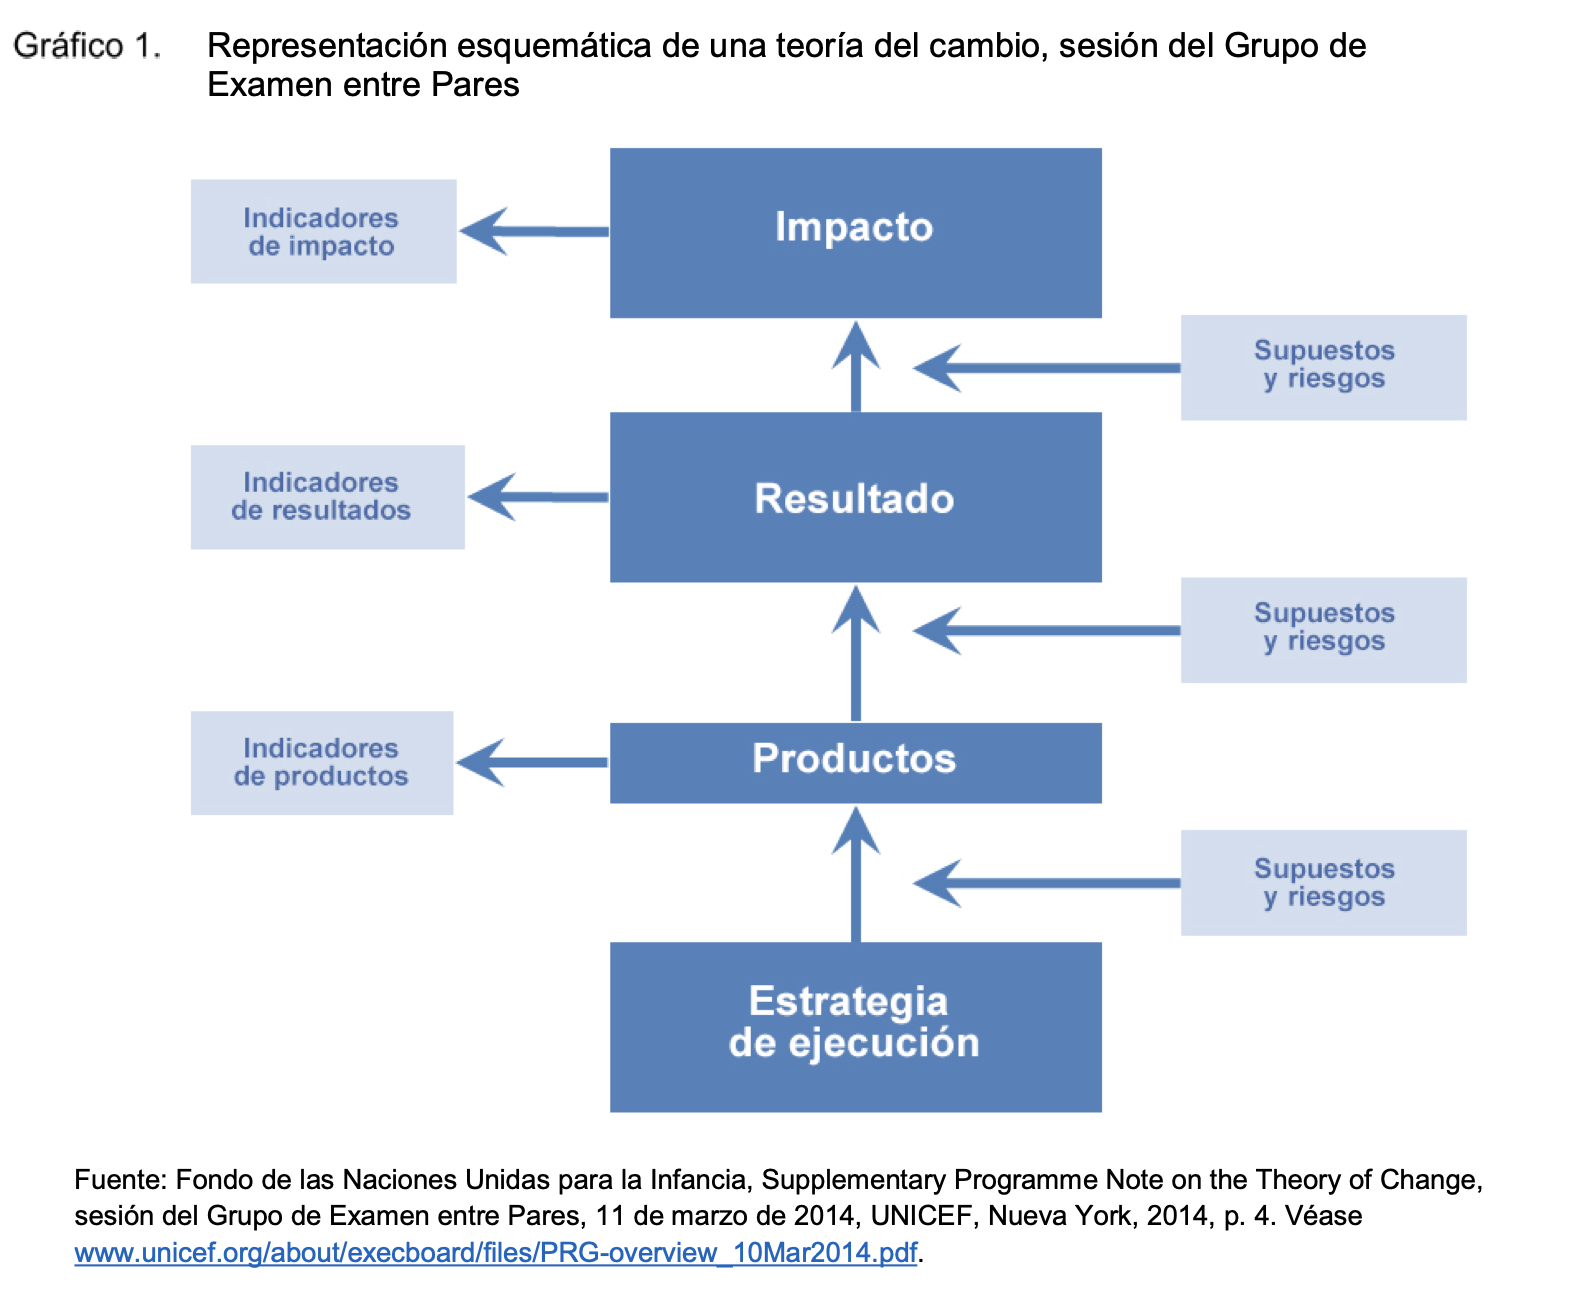 Gráfico 1. Representación esquemática de una teoría del cambio, sesión del Grupo de
Examen entre Pares
Impacto
Indicadores
de impacto
Supuestos
y riesgos
Resultado
Indicadores
de resultados
Supuestos
y riesgos
Productos
Indicadores
de productos
Supuestos
y riesgos
Estrategia
de ejecución
Fuente: Fondo de las Naciones Unidas para la Infancia, Supplementary Programme Note on the Theory of Change,
sesión del Grupo de Examen entre Pares, 11 de marzo de 2014, UNICEF, Nueva York, 2014, p. 4. Véase
www.unicef.org/about/execboard/files/PRG-overview_10Mar2014.pdf.